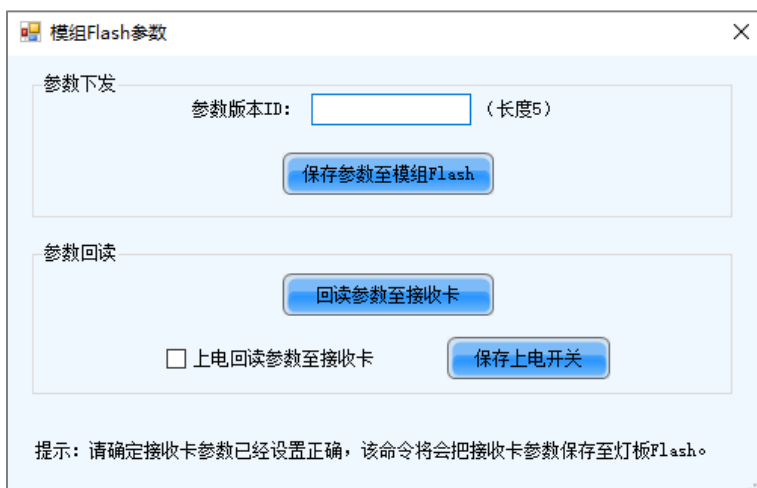 模组Flash参数
参数下发
参数版本ID: (长度5)
保存参数至模组Flash
参数回读
回读参数至接收卡
上电回读参数至接收卡 保存上电开关
提示: 请确定接收卡参数已经设置正确，该命令将会把接收卡参数保存至灯板Flash。